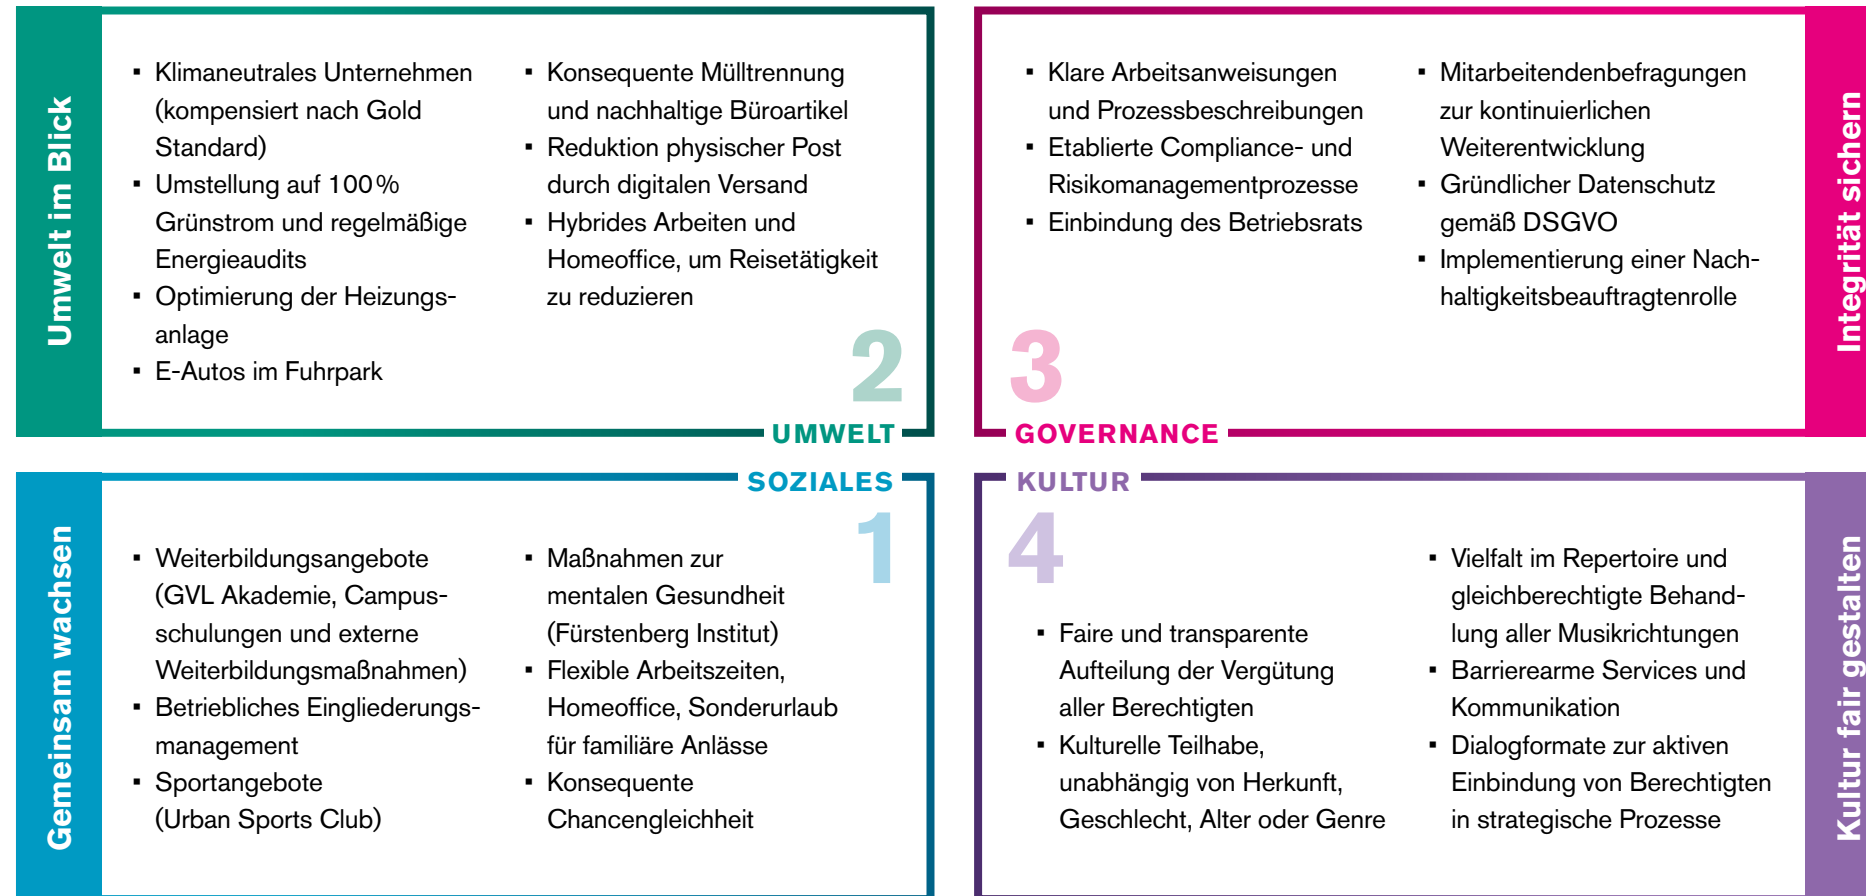 Umwelt im Blick
▪ Klimaneutrales Unternehmen
(kompensiert nach Gold
Standard)
▪ Umstellung auf 100 %
Grünstrom und regelmäßige
Energieaudits
▪ Optimierung der Heizungs-
anlage
▪ E-Autos im Fuhrpark
▪ Konsequente Mülltrennung
und nachhaltige Büroartikel
▪ Reduktion physischer Post
durch digitalen Versand
▪ Hybrides Arbeiten und
Homeoffice, um Reisetätigkeit
zu reduzieren
2
UMWELT
▪ Klare Arbeitsanweisungen
und Prozessbeschreibungen
▪ Etablierte Compliance- und
Risikomanagementprozesse
▪ Einbindung des Betriebsrats
▪ Mitarbeitendenbefragungen
zur kontinuierlichen
Weiterentwicklung
▪ Gründlicher Datenschutz
gemäß DSGVO
▪ Implementierung einer Nach-
haltigkeitsbeauftragtenrolle
3
GOVERNANCE
Integrität sichern
Gemeinsam wachsen
SOZIALES
1
▪ Weiterbildungsangebote
(GVL Akademie, Campus-
schulungen und externe
Weiterbildungsmaßnahmen)
▪ Betriebliches Eingliederungs-
management
▪ Sportangebote
(Urban Sports Club)
▪ Maßnahmen zur
mentalen Gesundheit
(Fürstenberg Institut)
▪ Flexible Arbeitszeiten,
Homeoffice, Sonderurlaub
für familiäre Anlässe
▪ Konsequente
Chancengleichheit
KULTUR
4
▪ Faire und transparente
Aufteilung der Vergütung
aller Berechtigten
▪ Kulturelle Teilhabe,
unabhängig von Herkunft,
Geschlecht, Alter oder Genre
▪ Vielfalt im Repertoire und
gleichberechtigte Behand-
lung aller Musikrichtungen
▪ Barrierearme Services und
Kommunikation
▪ Dialogformate zur aktiven
Einbindung von Berechtigten
in strategische Prozesse
Kultur fair gestalten